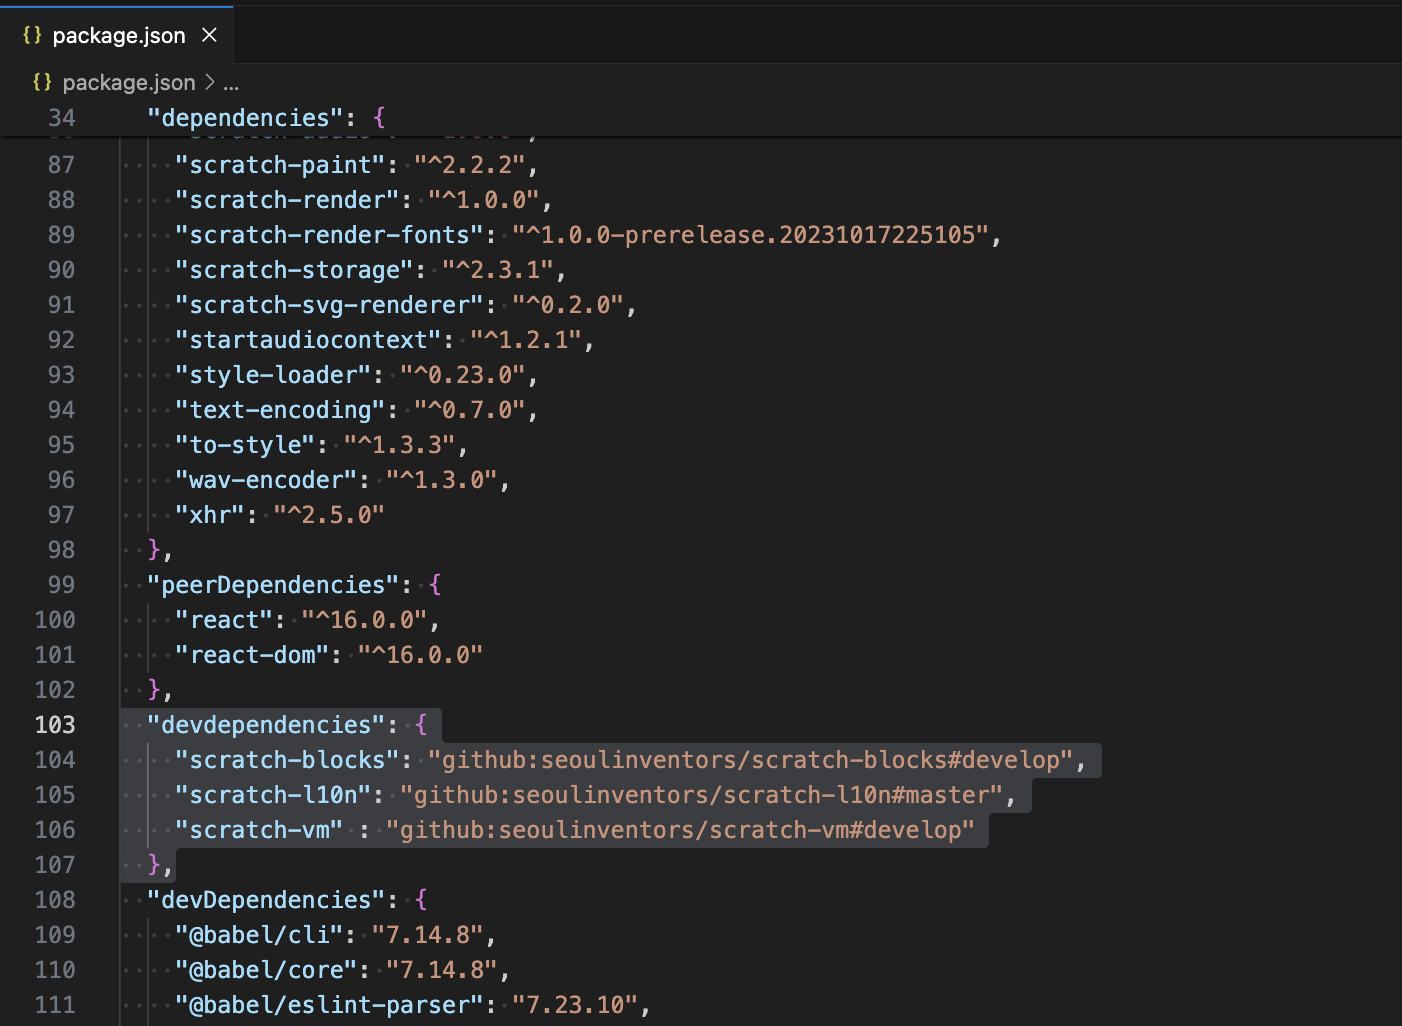 {} package.json ×
{} package.json > ...
34 "dependencies": {
87 "scratch-paint": "^2.2.2",
88 "scratch-render": "^1.0.0",
89 "scratch-render-fonts": "^1.0.0-prerelease.20231017225105",
90 "scratch-storage": "^2.3.1",
91 "scratch-svg-renderer": "^0.2.0",
92 "startaudiocontext": "^1.2.1",
93 "style-loader": "^0.23.0",
94 "text-encoding": "^0.7.0",
95 "to-style": "^1.3.3",
96 "wav-encoder": "^1.3.0",
97 "xhr": "^2.5.0"
98 },
99 "peerDependencies": {
100 "react": "^16.0.0",
101 "react-dom": "^16.0.0"
102 },
103 "devdependencies": {
104 "scratch-blocks": "github:seoulinventors/scratch-blocks#develop",
105 "scratch-l10n": "github:seoulinventors/scratch-l10n#master",
106 "scratch-vm" : "github:seoulinventors/scratch-vm#develop"
107 },
108 "devDependencies": {
109 "@babel/cli": "7.14.8",
110 "@babel/core": "7.14.8",
111 "@babel/eslint-parser": "7.23.10",